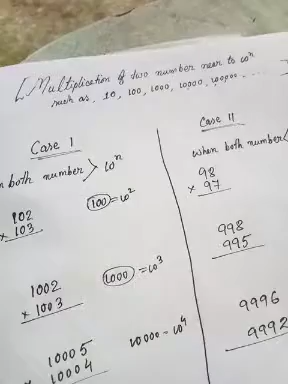 [ Multiplication of two number near to 10ⁿ ]
such as, 10, 100, 1000, 10000, 100000 ......
Case I
both number > 10ⁿ
102
× 103
100 = 10²
1002
× 1003
1000 = 10³
10005
× 10004
10000 = 10⁴
Case II
when both number <
98
× 97
998
995
9996
9992